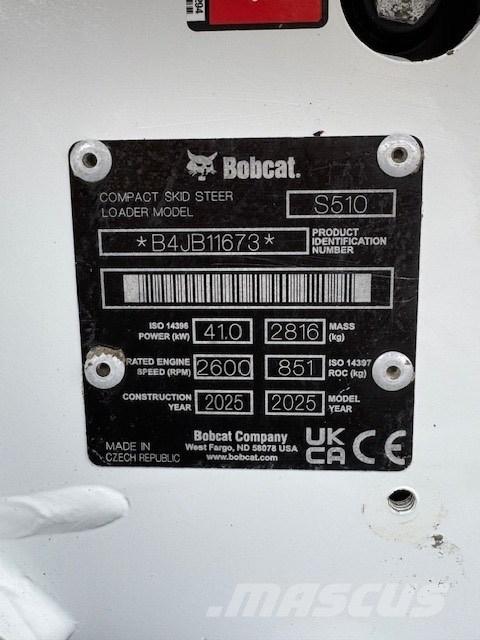 294
Bobcat.
COMPACT SKID STEER
LOADER MODEL
S510
*B4JB11673*
PRODUCT
IDENTIFICATION
NUMBER
ISO 14396
POWER (kW)
41.0
2816
MASS
(kg)
RATED ENGINE
SPEED (RPM)
2600
851
ISO 14397
ROC (kg)
CONSTRUCTION
YEAR
2025
2025
MODEL
YEAR
MADE IN
CZECH REPUBLIC
Bobcat Company
West Fargo, ND 58078 USA
www.bobcat.com
UK
CA
CE
MASCUS